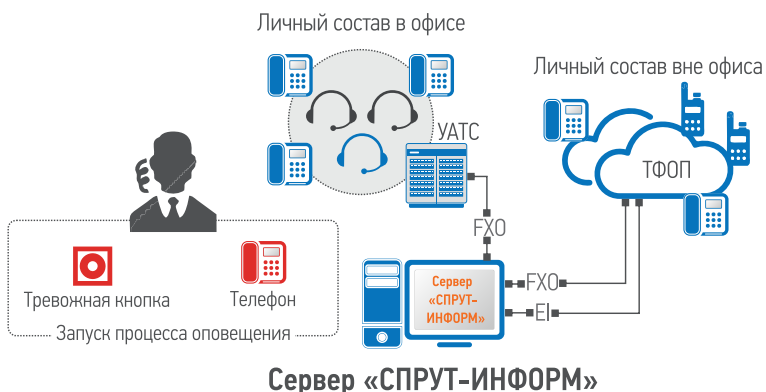 Личный состав в офисе
Личный состав вне офиса
УАТС
ТФОП
FXO
Тревожная кнопка
Телефон
Запуск процесса оповещения
Сервер
«СПРУТ-
ИНФОРМ»
FXO
EI
Сервер «СПРУТ-ИНФОРМ»